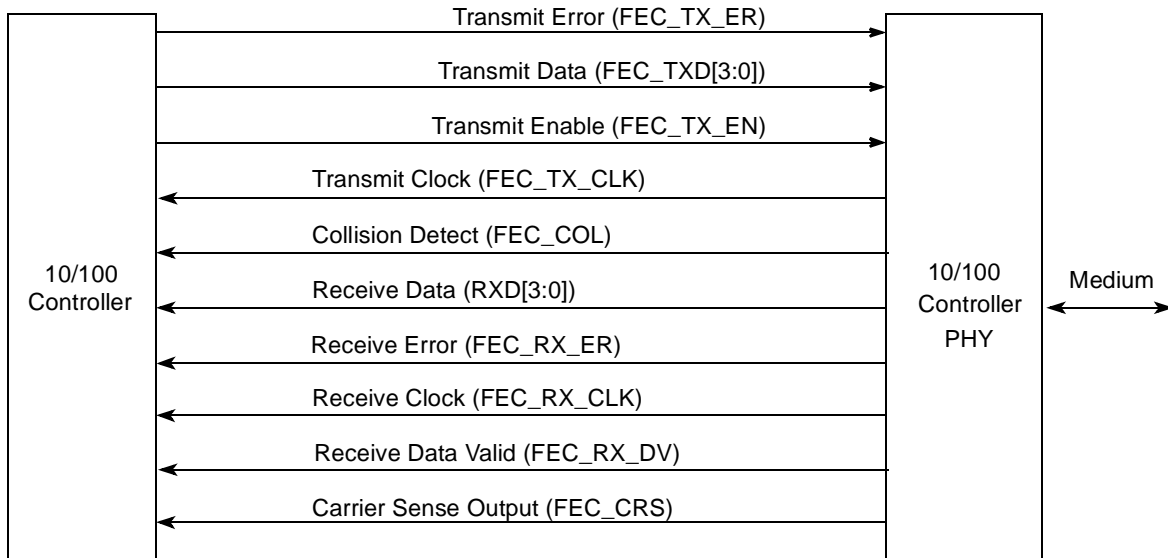 Transmit Error (FEC_TX_ER)
Transmit Data (FEC_TXD[3:0])
Transmit Enable (FEC_TX_EN)
Transmit Clock (FEC_TX_CLK)
Collision Detect (FEC_COL)
10/100
Controller
Receive Data (RXD[3:0])
Receive Error (FEC_RX_ER)
Receive Clock (FEC_RX_CLK)
Receive Data Valid (FEC_RX_DV)
Carrier Sense Output (FEC_CRS)
10/100
Controller
PHY
Medium